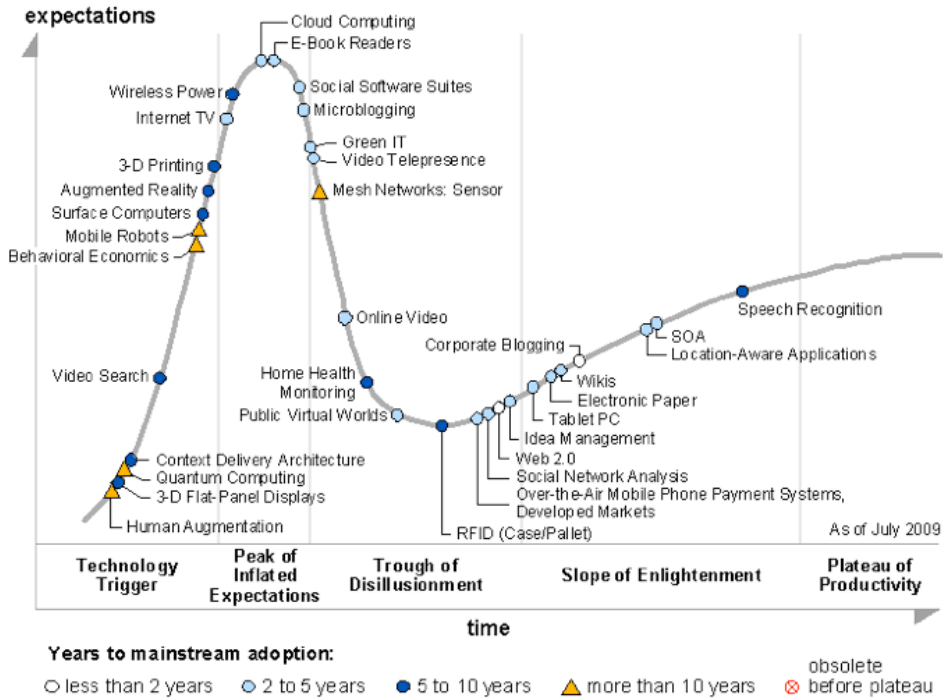 expectations
Cloud Computing
E-Book Readers
Social Software Suites
Wireless Power
Microblogging
Internet TV
Green IT
Video Telepresence
3-D Printing
Augmented Reality
Mesh Networks: Sensor
Surface Computers
Mobile Robots
Behavioral Economics
Speech Recognition
Online Video
SOA
Corporate Blogging
Location-Aware Applications
Video Search
Home Health
Monitoring
Wikis
Electronic Paper
Public Virtual Worlds
Tablet PC
Idea Management
Web 2.0
Context Delivery Architecture
Quantum Computing
Social Network Analysis
3-D Flat-Panel Displays
Over-the-Air Mobile Phone Payment Systems,
Developed Markets
Human Augmentation
RFID (Case/Pallet)
As of July 2009
Technology
Trigger
Peak of
Inflated
Expectations
Trough of
Disillusionment
Slope of Enlightenment
Plateau of
Productivity
time
Years to mainstream adoption:
less than 2 years
2 to 5 years
5 to 10 years
more than 10 years
obsolete
before plateau